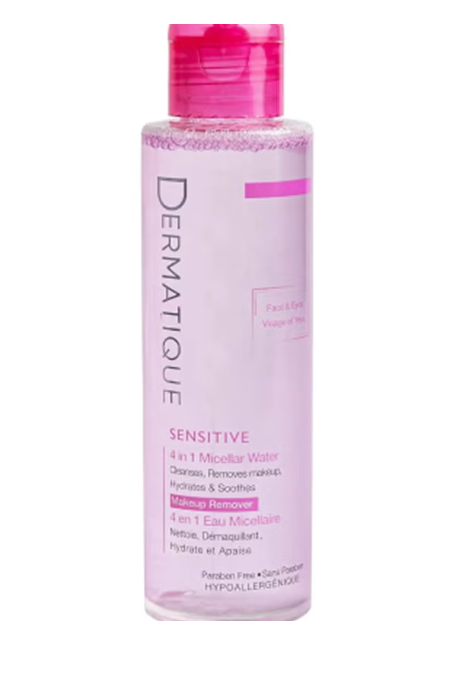 DERMATIQUE
Face & Eyes
Visage et Yeux
SENSITIVE
4 in 1 Micellar Water
Cleanses, Removes makeup,
Hydrates & Soothes
Makeup Remover
4 en 1 Eau Micellaire
Nettoie, Démaquillant,
Hydrate et Apaise
Paraben Free • Sans Paraben
HYPOALLERGÉNIQUE